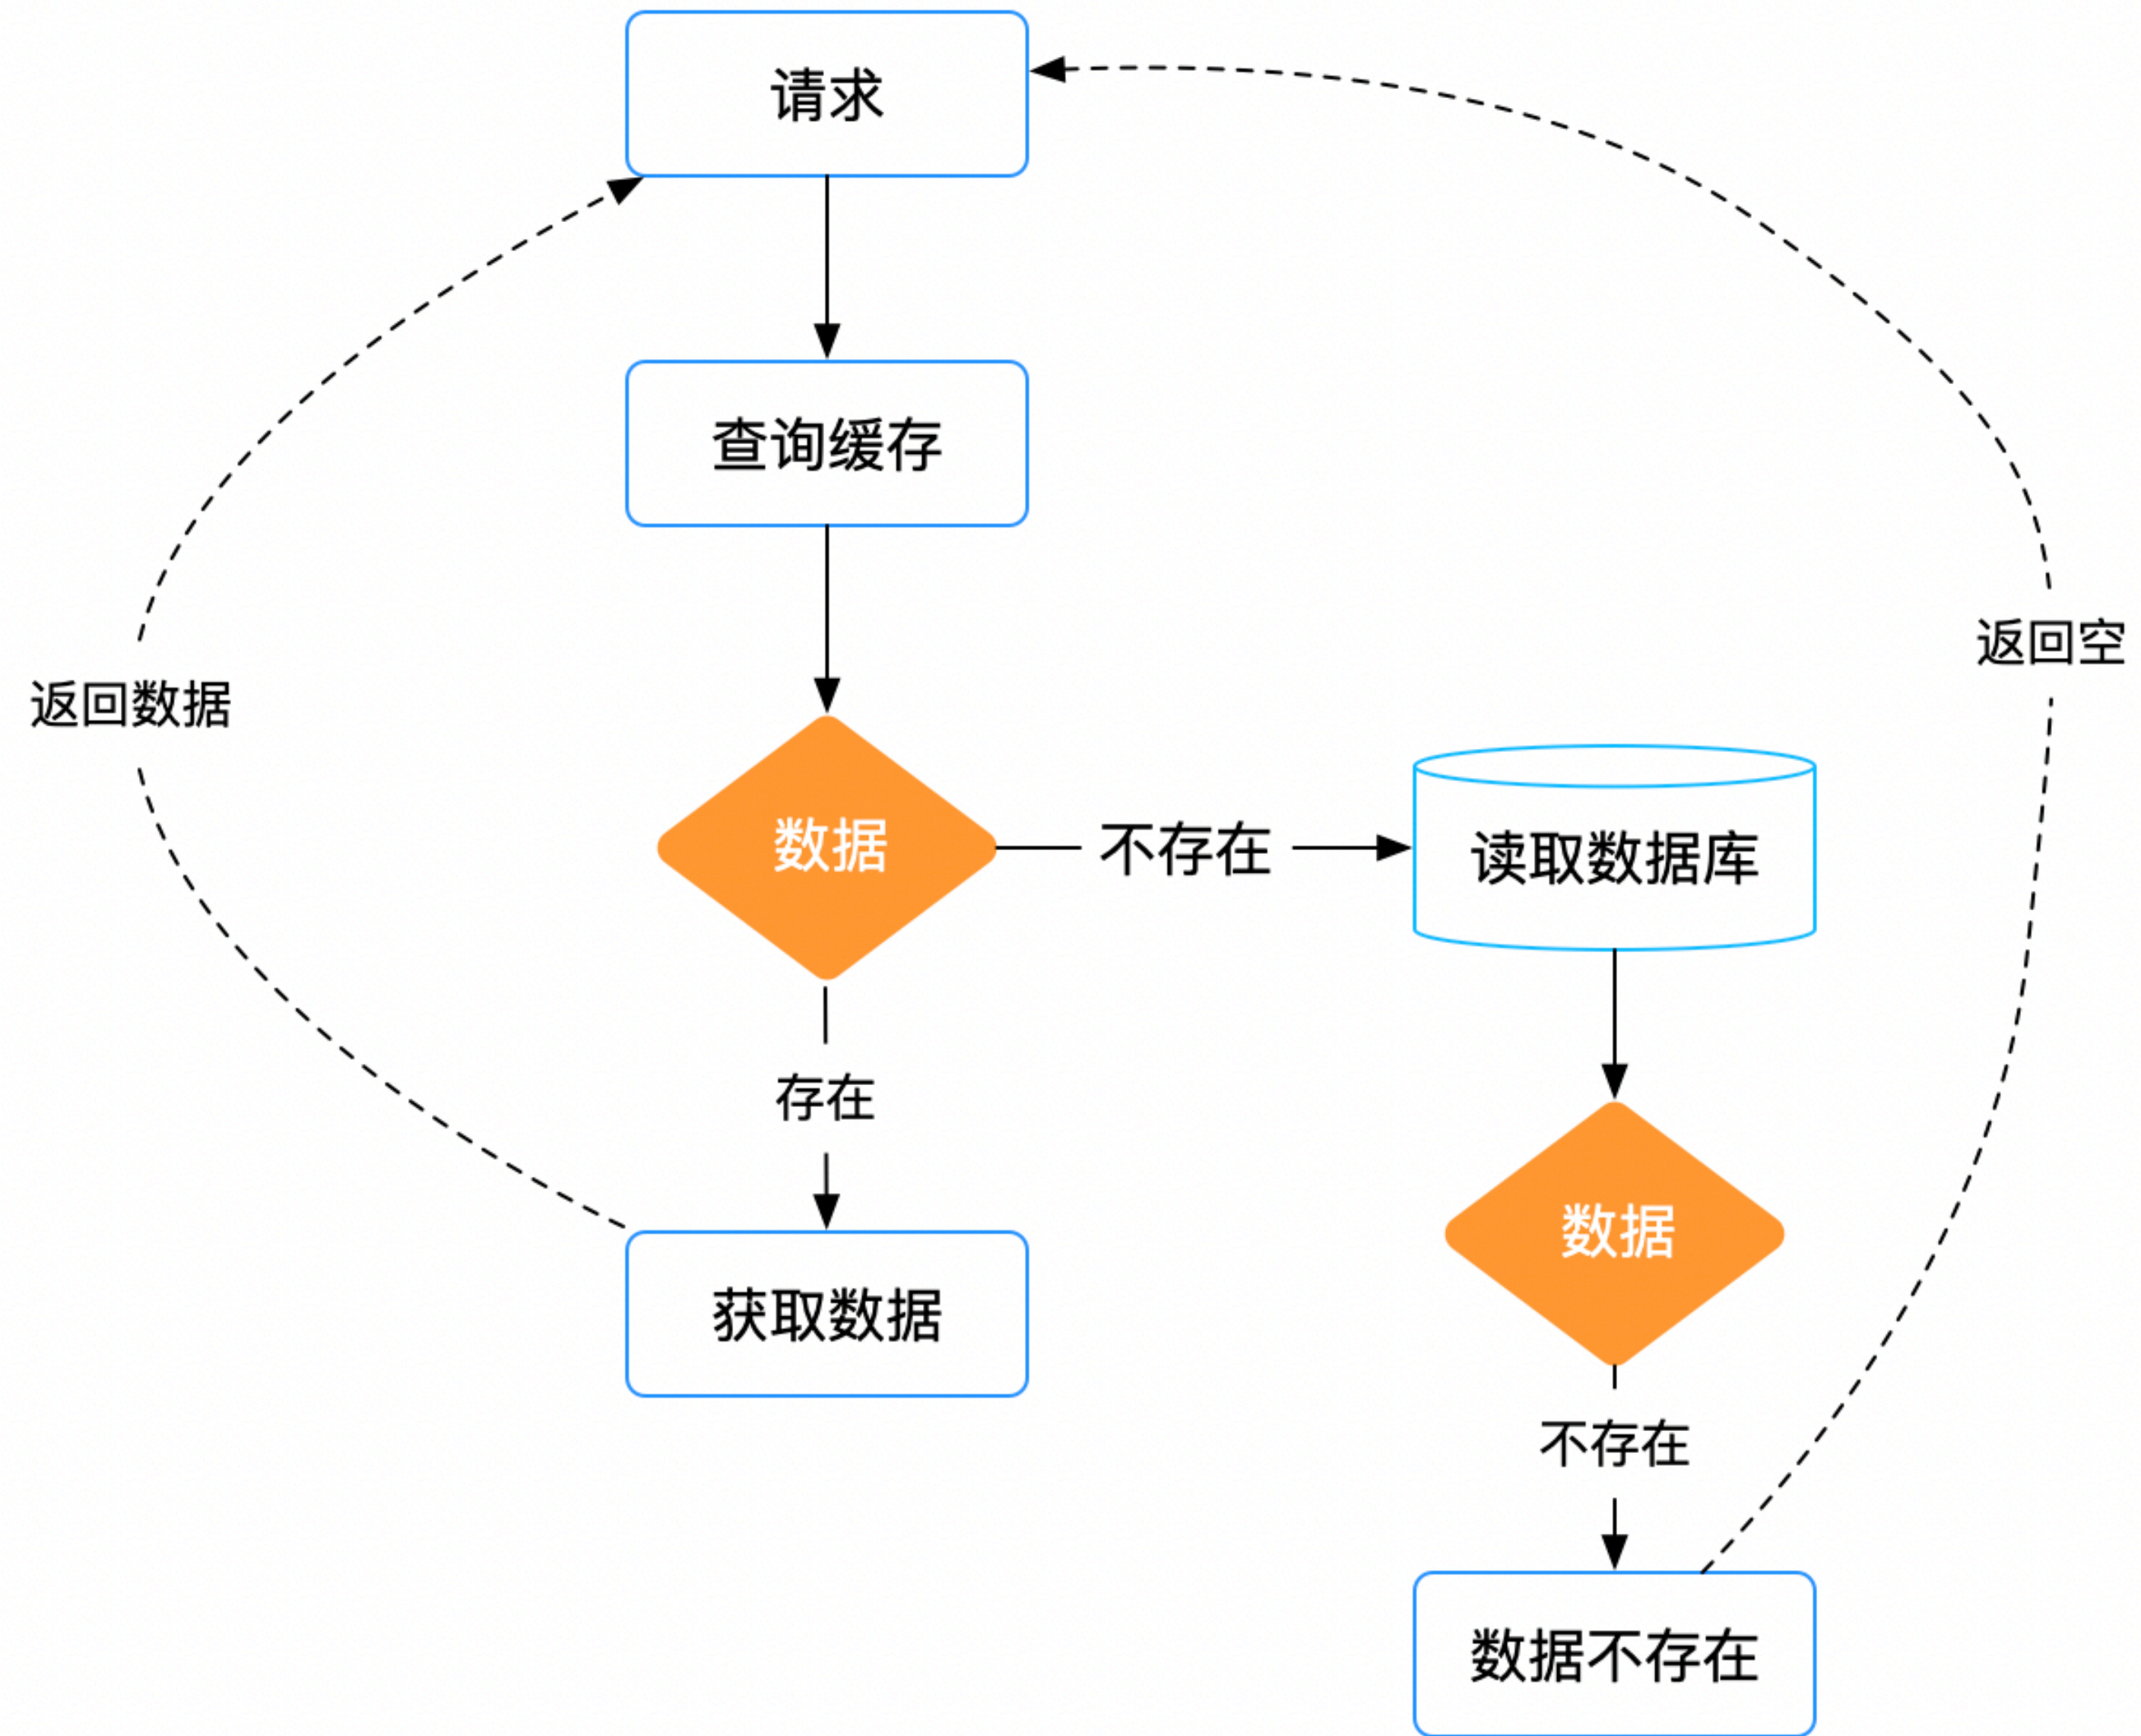 请求
查询缓存
返回空
返回数据
数据
不存在
读取数据库
存在
数据
获取数据
不存在
数据不存在